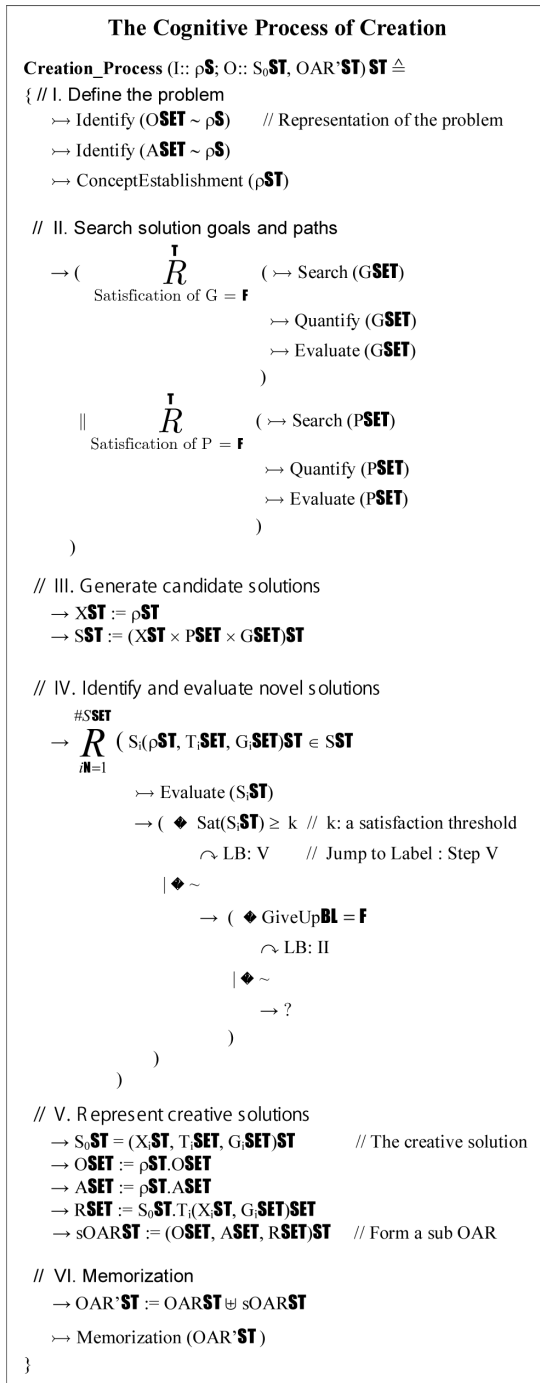 The Cognitive Process of Creation
Creation_Process (I:: ρS; O:: S₀ST, OAR’ST) ST ≙
{ // I. Define the problem
↣ Identify (OSET ~ ρS) // Representation of the problem
↣ Identify (ASET ~ ρS)
↣ ConceptEstablishment (ρST)
// II. Search solution goals and paths
T
→ ( R ( ↣ Search (GSET)
Satisfication of G = F
↣ Quantify (GSET)
↣ Evaluate (GSET)
)
T
|| R ( ↣ Search (PSET)
Satisfication of P = F
↣ Quantify (PSET)
↣ Evaluate (PSET)
)
)
// III. Generate candidate solutions
→ XST := ρST
→ SST := (XST × PSET × GSET)ST
// IV. Identify and evaluate novel solutions
#SSET
→ R ( Sᵢ(ρST, TᵢSET, GᵢSET)ST ∈ SST
iN=1
↣ Evaluate (SᵢST)
→ ( � Sat(SᵢST) ≥ k // k: a satisfaction threshold
↷ LB: V // Jump to Label : Step V
| � ~
→ ( � GiveUpBL = F
↷ LB: II
| � ~
→ ?
)
)
)
// V. Represent creative solutions
→ S₀ST = (XᵢST, TᵢSET, GᵢSET)ST // The creative solution
→ OSET := ρST.OSET
→ ASET := ρST.ASET
→ RSET := S₀ST.Tᵢ(XᵢST, GᵢSET)SET
→ sOARST := (OSET, ASET, RSET)ST // Form a sub OAR
// VI. Memorization
→ OAR’ST := OARST ⊎ sOARST
↣ Memorization (OAR’ST )
}